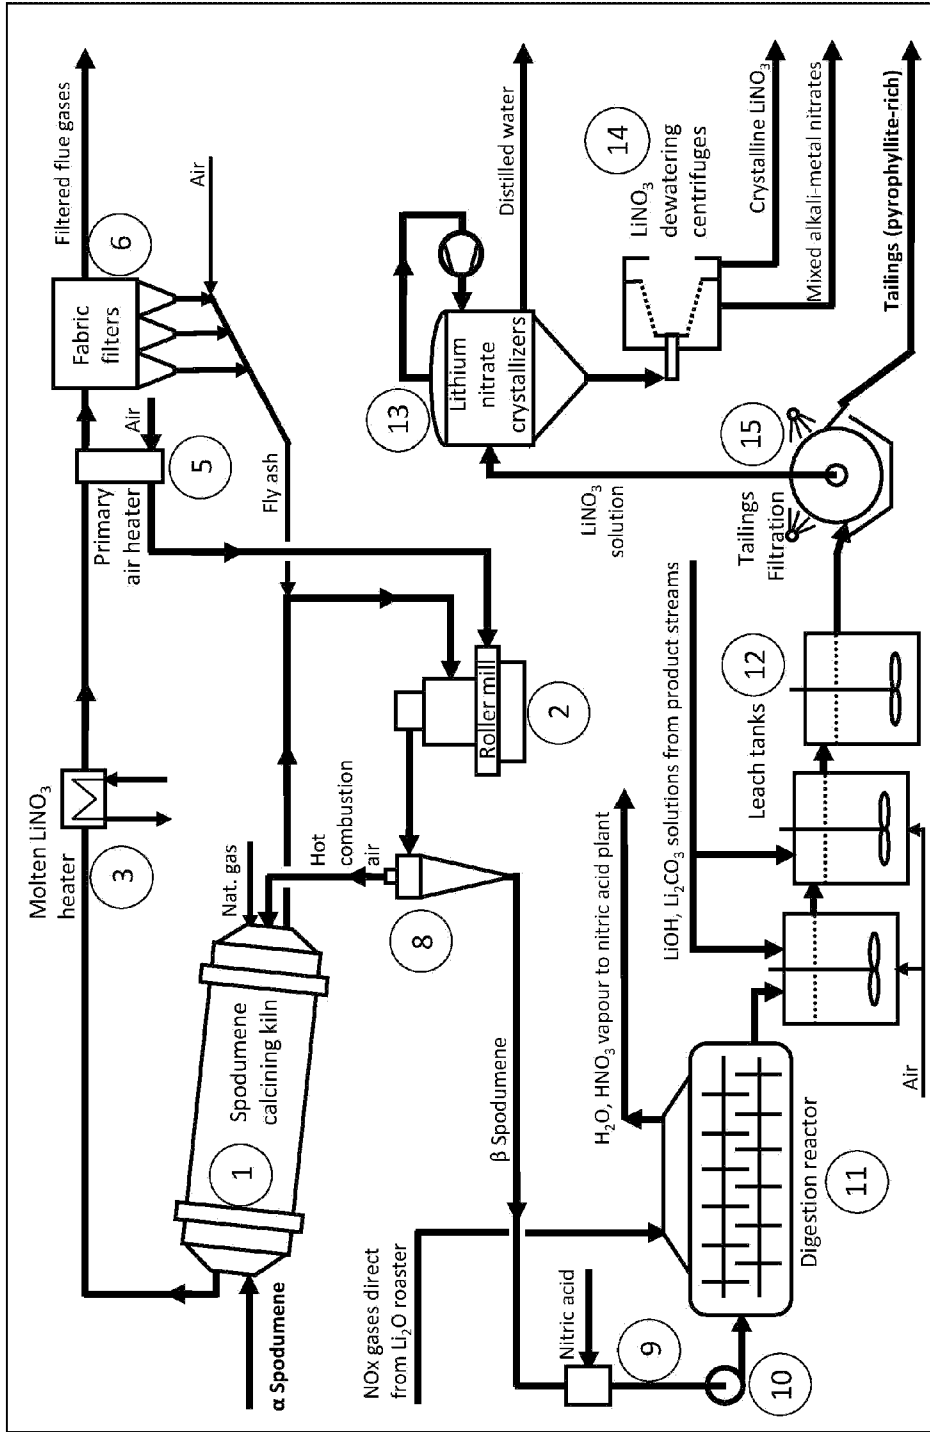 Molten LiNO₃
heater
3
Primary
air heater
5
Air
Fabric
filters
6
Filtered flue gases
Air
Fly ash
α Spodumene
1
Spodumene
calcining kiln
Nat. gas
Hot
combustion
air
8
Roller mill
2
β Spodumene
NOx gases direct
from Li₂O roaster
Nitric acid
9
10
Digestion reactor
11
H₂O, HNO₃ vapour to nitric acid plant
LiOH, Li₂CO₃ solutions from product streams
Air
Leach tanks
12
Tailings
Filtration
15
LiNO₃
solution
13
Lithium
nitrate
crystallizers
Distilled water
14
LiNO₃
dewatering
centrifuges
Crystalline LiNO₃
Mixed alkali-metal nitrates
Tailings (pyrophyllite-rich)